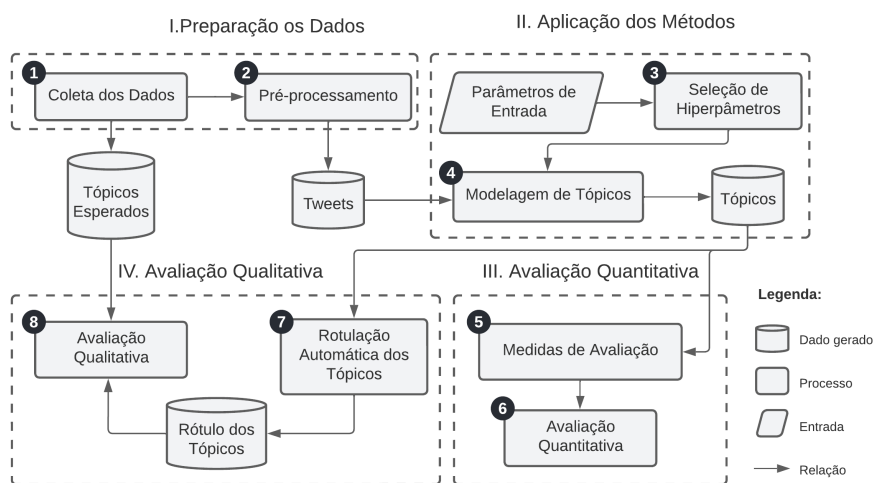 I.Preparação os Dados
II. Aplicação dos Métodos
1
Coleta dos Dados
2
Pré-processamento
Parâmetros de
Entrada
3
Seleção de
Hiperpâmetros
Tópicos
Esperados
Tweets
4
Modelagem de Tópicos
Tópicos
IV. Avaliação Qualitativa
III. Avaliação Quantitativa
8
Avaliação
Qualitativa
7
Rotulação
Automática dos
Tópicos
Rótulo dos
Tópicos
5
Medidas de Avaliação
6
Avaliação
Quantitativa
Legenda:
Dado gerado
Processo
Entrada
Relação